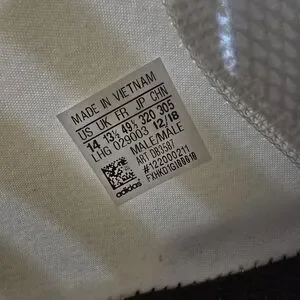 MADE IN VIETNAM
US UK FR JP CHN
14 13½ 49⅓ 320 305
LHG 029003 12/18
MALE/MALE
ART DB3587
#122000211
adidas